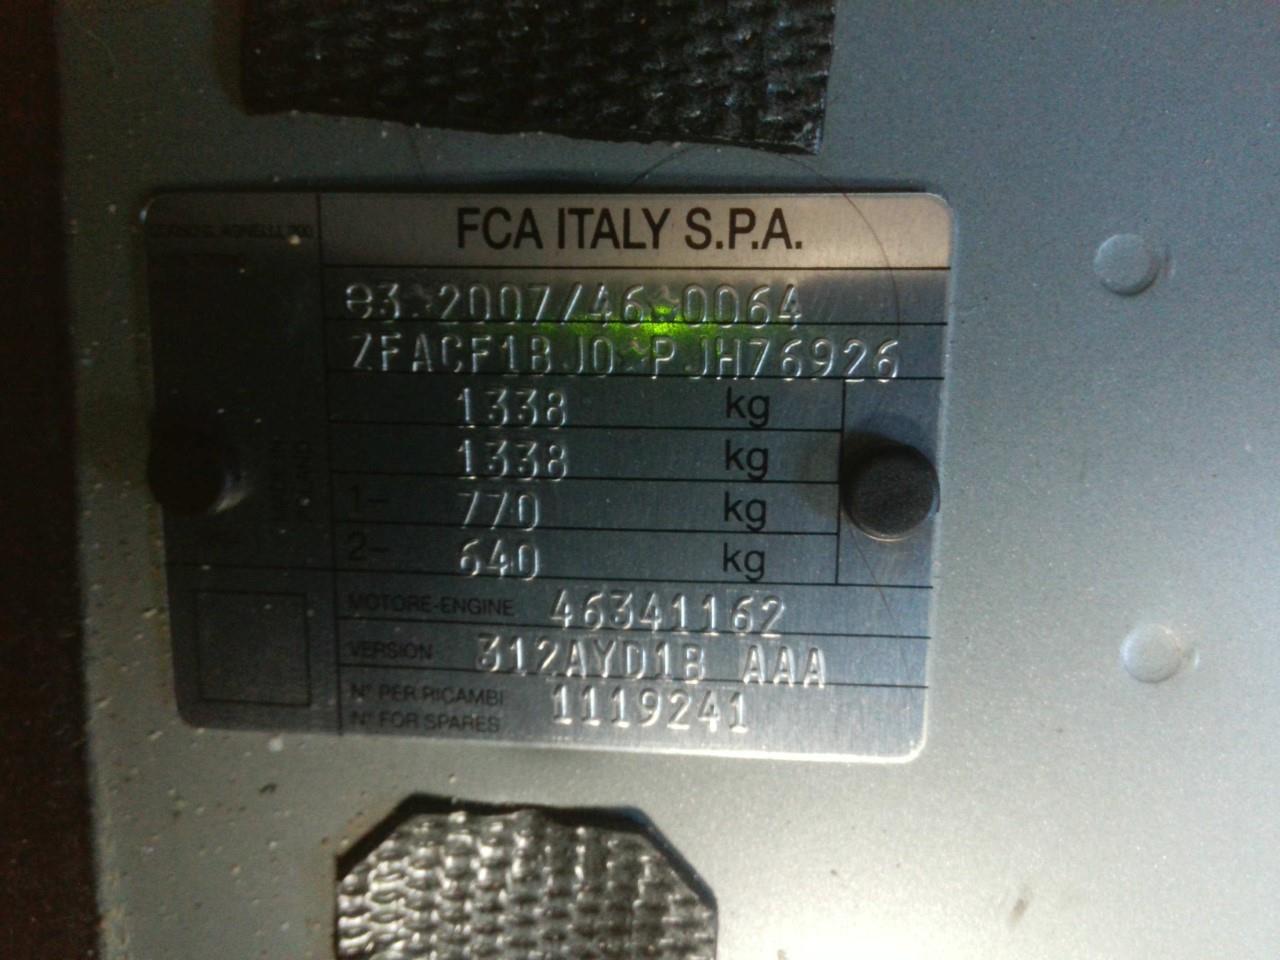 FCA ITALY S.P.A.
e3*2007/46*0064
ZFACF1BJ0*PJH76926
1338 kg
1338 kg
1- 770 kg
2- 640 kg
MOTORE-ENGINE 46341162
VERSION 312AYD1B AAA
N° PER RICAMBI
N° FOR SPARES 1119241